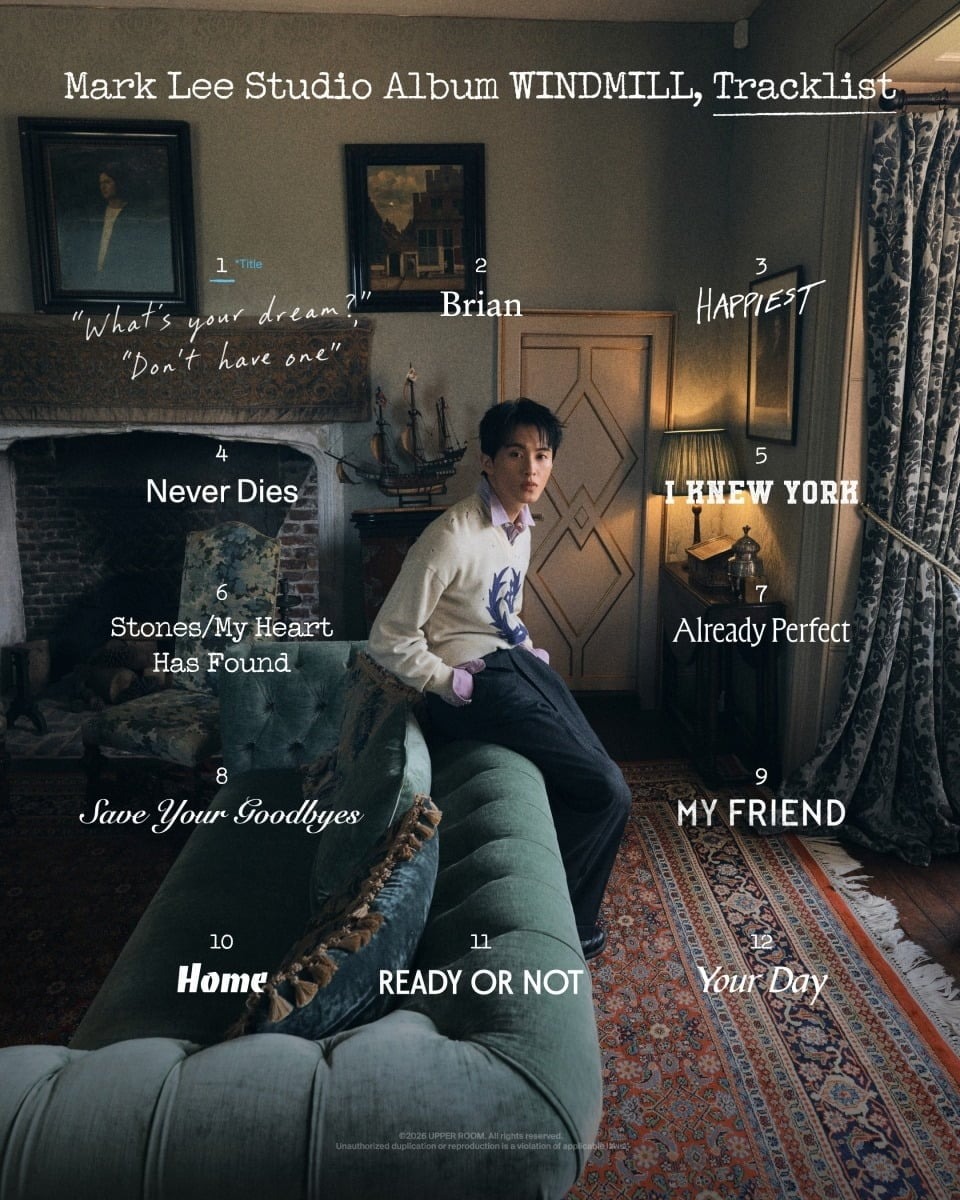 Mark Lee Studio Album WINDMILL, Tracklist
1 *Title
"What's your dream?,"
"Don't have one"
2
Brian
3
HAPPIEST
4
Never Dies
5
I KNEW YORK
6
Stones/My Heart
Has Found
7
Already Perfect
8
Save Your Goodbyes
9
MY FRIEND
10
Home
11
READY OR NOT
12
Your Day
©2026 UPPER ROOM. All rights reserved.
Unauthorized duplication or reproduction is a violation of applicable laws.